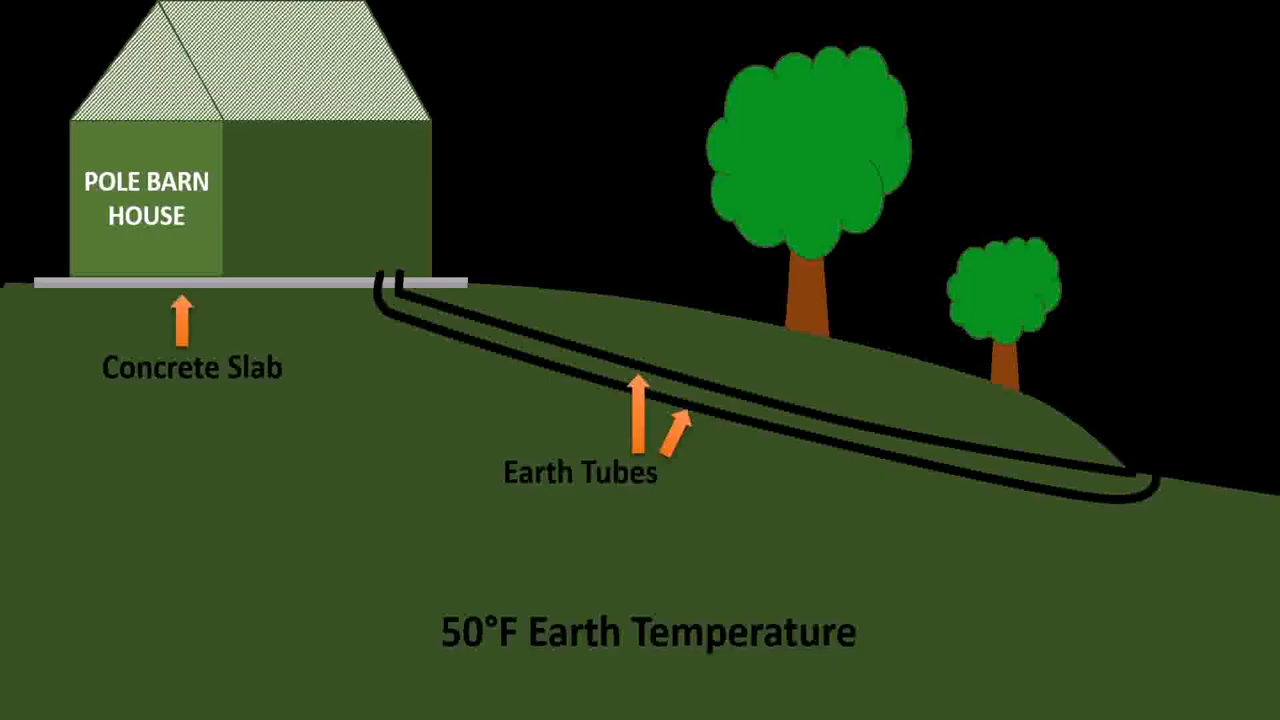 POLE BARN
HOUSE
Concrete Slab
Earth Tubes
50°F Earth Temperature